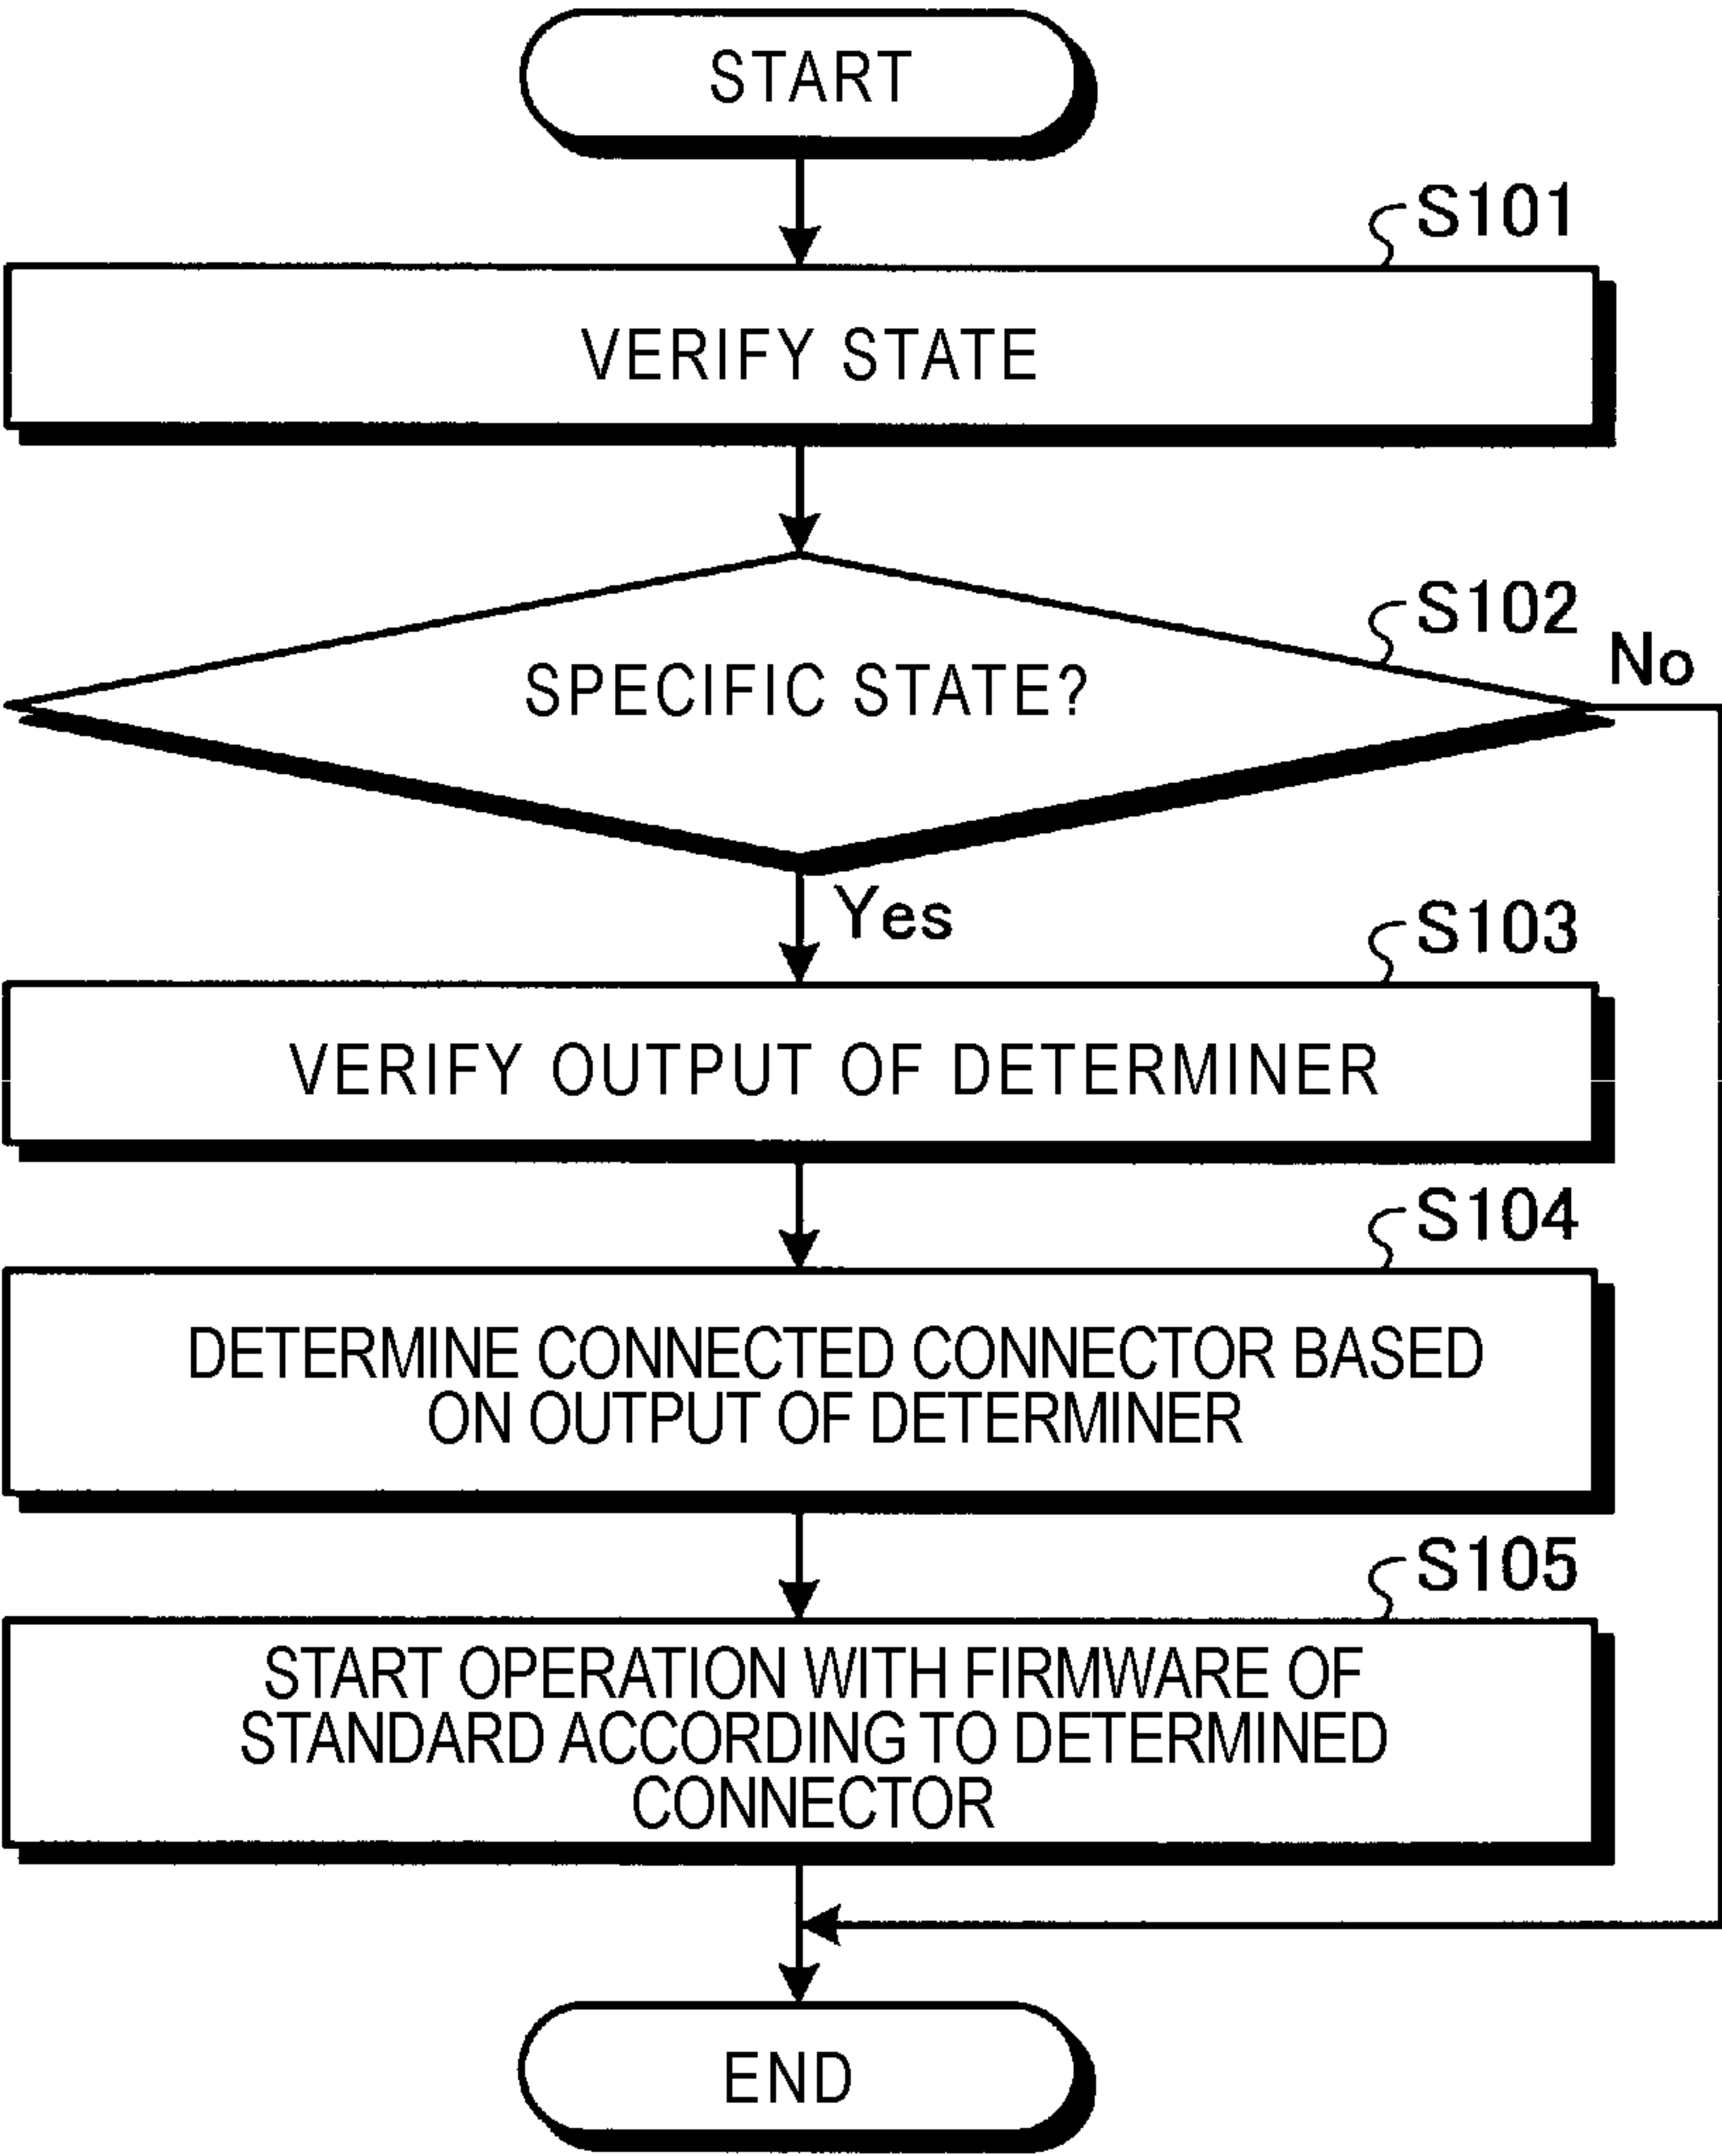 START
S101
VERIFY STATE
S102
No
SPECIFIC STATE?
Yes
S103
VERIFY OUTPUT OF DETERMINER
S104
DETERMINE CONNECTED CONNECTOR BASED
ON OUTPUT OF DETERMINER
S105
START OPERATION WITH FIRMWARE OF
STANDARD ACCORDING TO DETERMINED
CONNECTOR
END